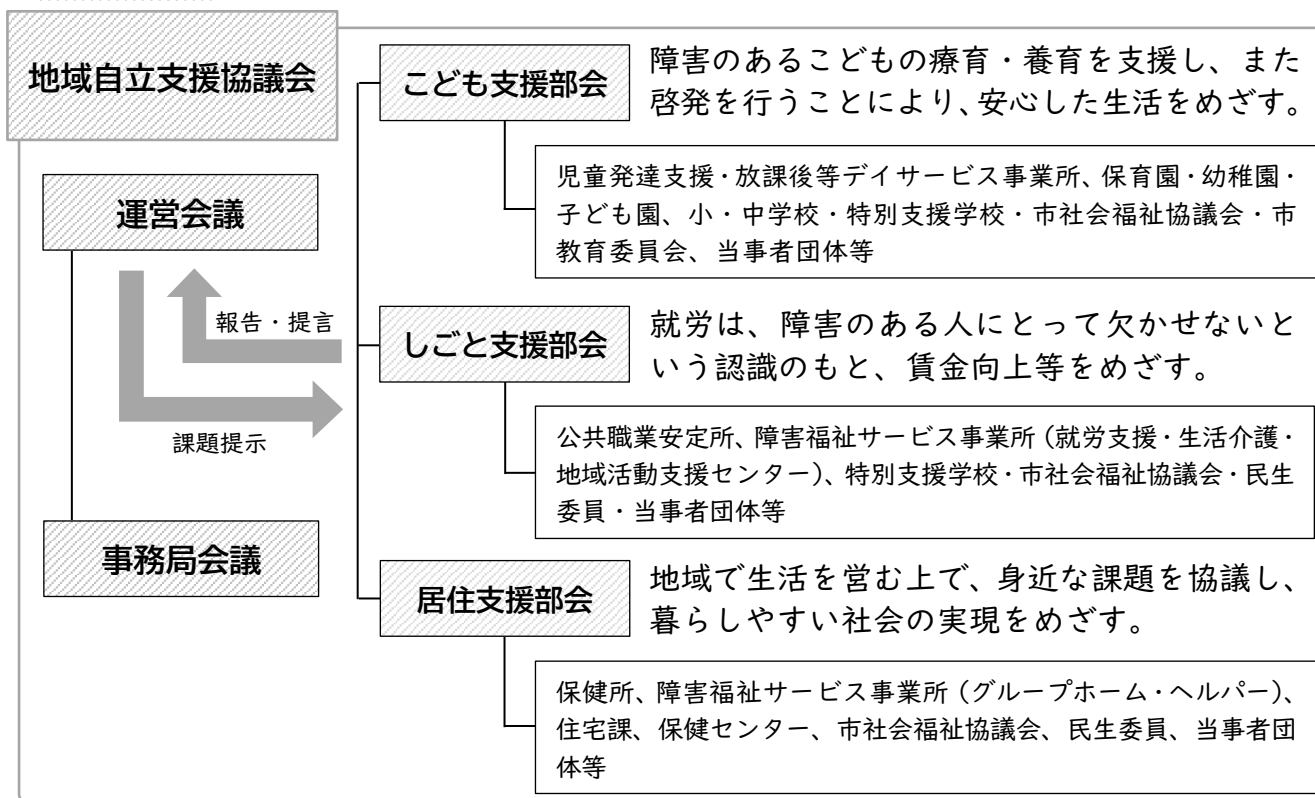 地域自立支援協議会
運営会議
報告・提言
課題提示
事務局会議
こども支援部会
障害のあるこどもの療育・養育を支援し、また
啓発を行うことにより、安心した生活をめざす。
児童発達支援・放課後等デイサービス事業所、保育園・幼稚園・
子ども園、小・中学校・特別支援学校・市社会福祉協議会・市
教育委員会、当事者団体等
しごと支援部会
就労は、障害のある人にとって欠かせないと
いう認識のもと、賃金向上等をめざす。
公共職業安定所、障害福祉サービス事業所（就労支援・生活介護・
地域活動支援センター）、特別支援学校・市社会福祉協議会・民生
委員・当事者団体等
居住支援部会
地域で生活を営む上で、身近な課題を協議し、
暮らしやすい社会の実現をめざす。
保健所、障害福祉サービス事業所（グループホーム・ヘルパー）、
住宅課、保健センター、市社会福祉協議会、民生委員、当事者団
体等